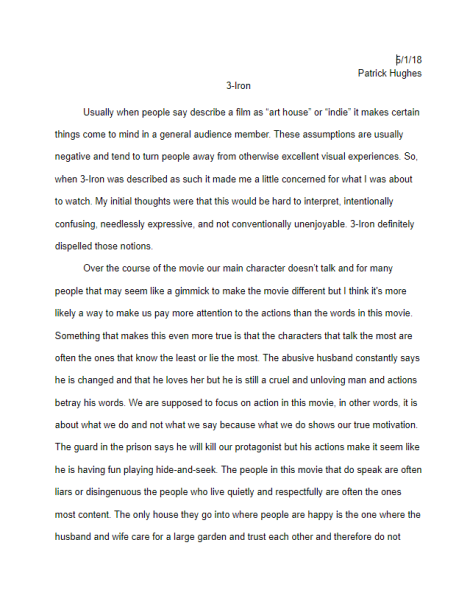 5/1/18
Patrick Hughes
3-Iron
Usually when people say describe a film as “art house” or “indie” it makes certain
things come to mind in a general audience member. These assumptions are usually
negative and tend to turn people away from otherwise excellent visual experiences. So,
when 3-Iron was described as such it made me a little concerned for what I was about
to watch. My initial thoughts were that this would be hard to interpret, intentionally
confusing, needlessly expressive, and not conventionally unenjoyable. 3-Iron definitely
dispelled those notions.
Over the course of the movie our main character doesn’t talk and for many
people that may seem like a gimmick to make the movie different but I think it’s more
likely a way to make us pay more attention to the actions than the words in this movie.
Something that makes this even more true is that the characters that talk the most are
often the ones that know the least or lie the most. The abusive husband constantly says
he is changed and that he loves her but he is still a cruel and unloving man and actions
betray his words. We are supposed to focus on action in this movie, in other words, it is
about what we do and not what we say because what we do shows our true motivation.
The guard in the prison says he will kill our protagonist but his actions make it seem like
he is having fun playing hide-and-seek. The people in this movie that do speak are often
liars or disingenuous the people who live quietly and respectfully are often the ones
most content. The only house they go into where people are happy is the one where the
husband and wife care for a large garden and trust each other and therefore do not